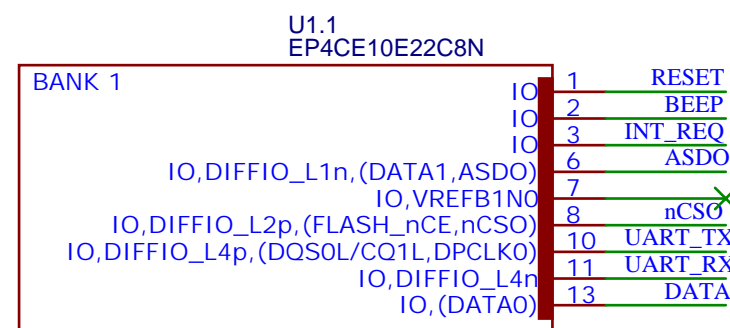 U1.1
EP4CE10E22C8N
BANK 1
IO 1 RESET
IO 2 BEEP
IO 3 INT_REQ
IO,DIFFIO_L1n,(DATA1,ASDO) 6 ASDO
IO,VREFB1N0 7
IO,DIFFIO_L2p,(FLASH_nCE,nCSO) 8 nCSO
IO,DIFFIO_L4p,(DQS0L/CQ1L,DPCLK0) 10 UART_TX
IO,DIFFIO_L4n 11 UART_RX
IO,(DATA0) 13 DATA